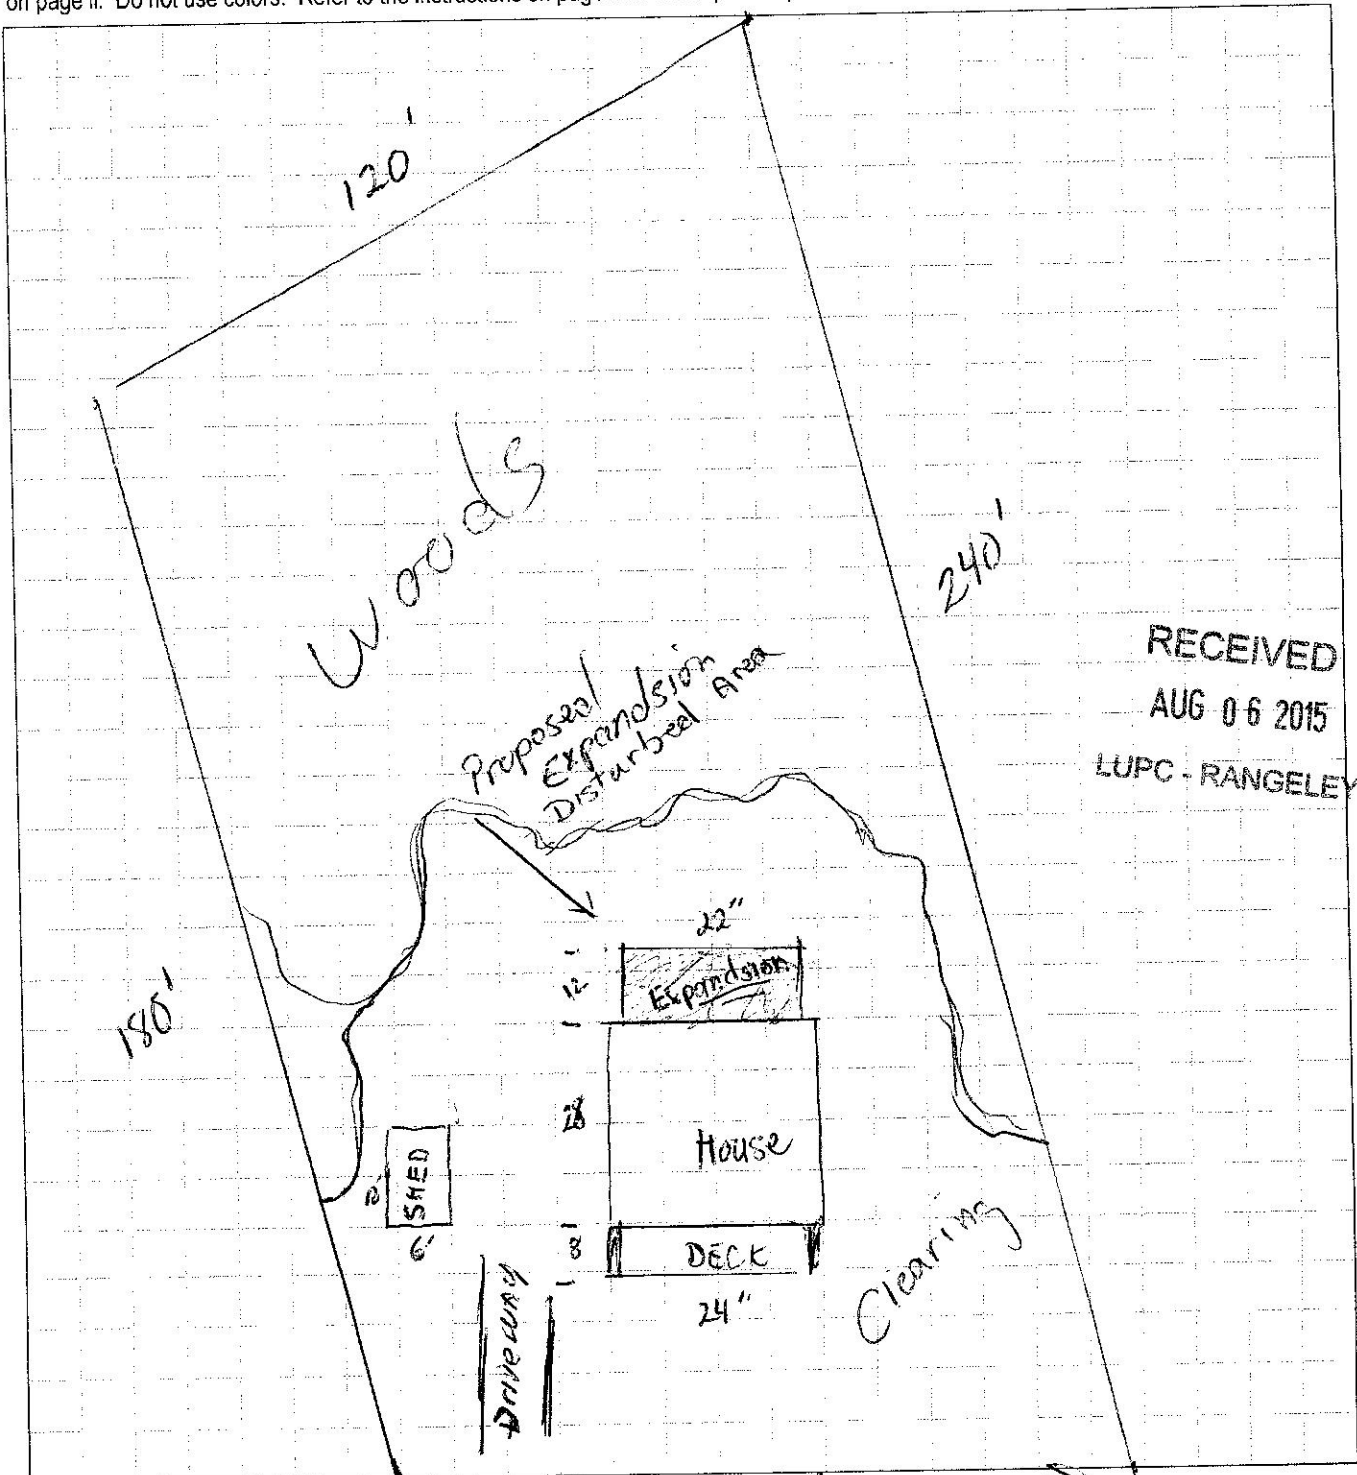 on page ii. Do not use colors. Refer to the instructions on pag
120'
Woods
240'
RECEIVED
AUG 06 2015
LUPC - RANGELEY
Proposed
Expandsion
Disturbed Area
22"
12
Expandsion
180'
28
House
SHED
6'
8
DECK
24"
Driveway
Clearing